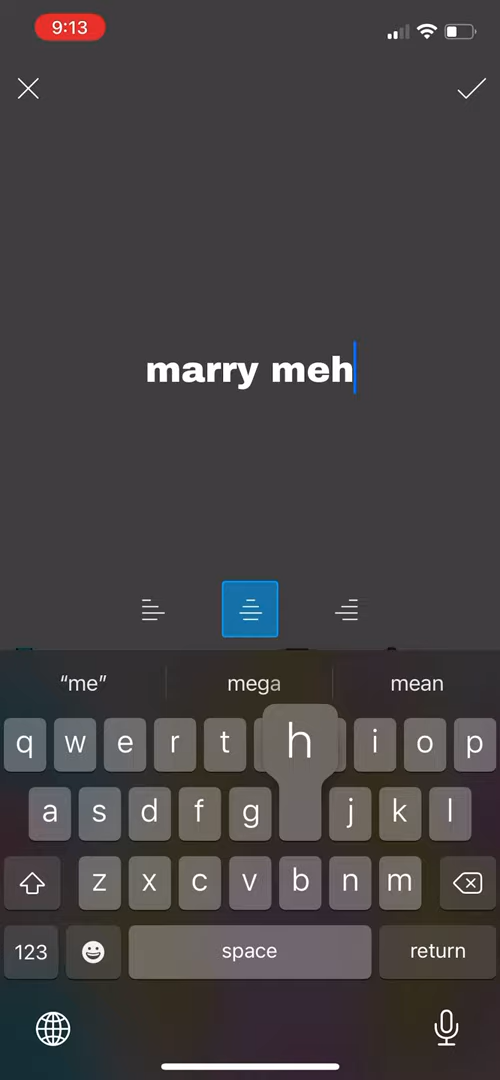 9:13
marry meh
“me” mega mean
q w e r t h i o p
a s d f g j k l
z x c v b n m
123 space return